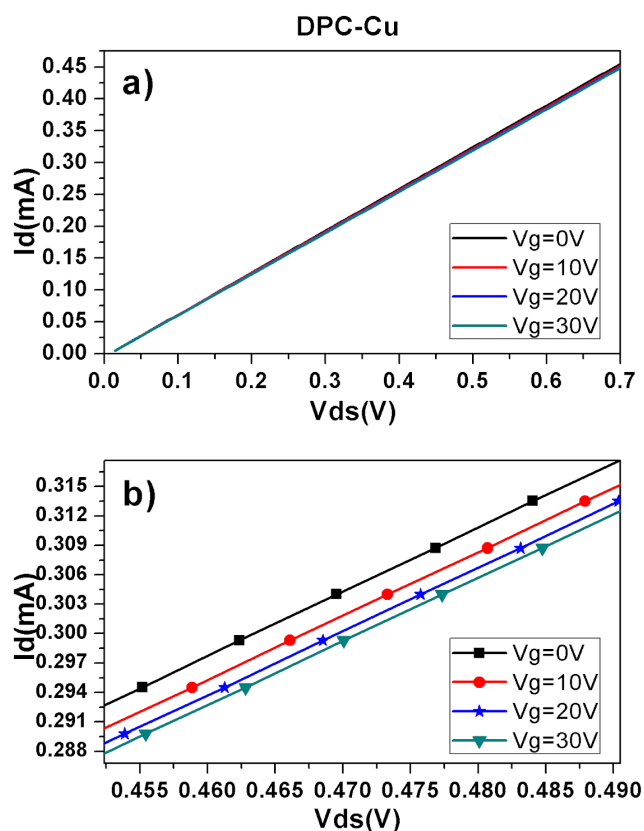 DPC-Cu
a)
0.45
0.40
0.35
0.30
0.25
0.20
0.15
0.10
0.05
0.00
Id(mA)
Vg=0V
Vg=10V
Vg=20V
Vg=30V
0.0 0.1 0.2 0.3 0.4 0.5 0.6 0.7
Vds(V)
b)
0.315
0.312
0.309
0.306
0.303
0.300
0.297
0.294
0.291
0.288
Id(mA)
Vg=0V
Vg=10V
Vg=20V
Vg=30V
0.455 0.460 0.465 0.470 0.475 0.480 0.485 0.490
Vds(V)